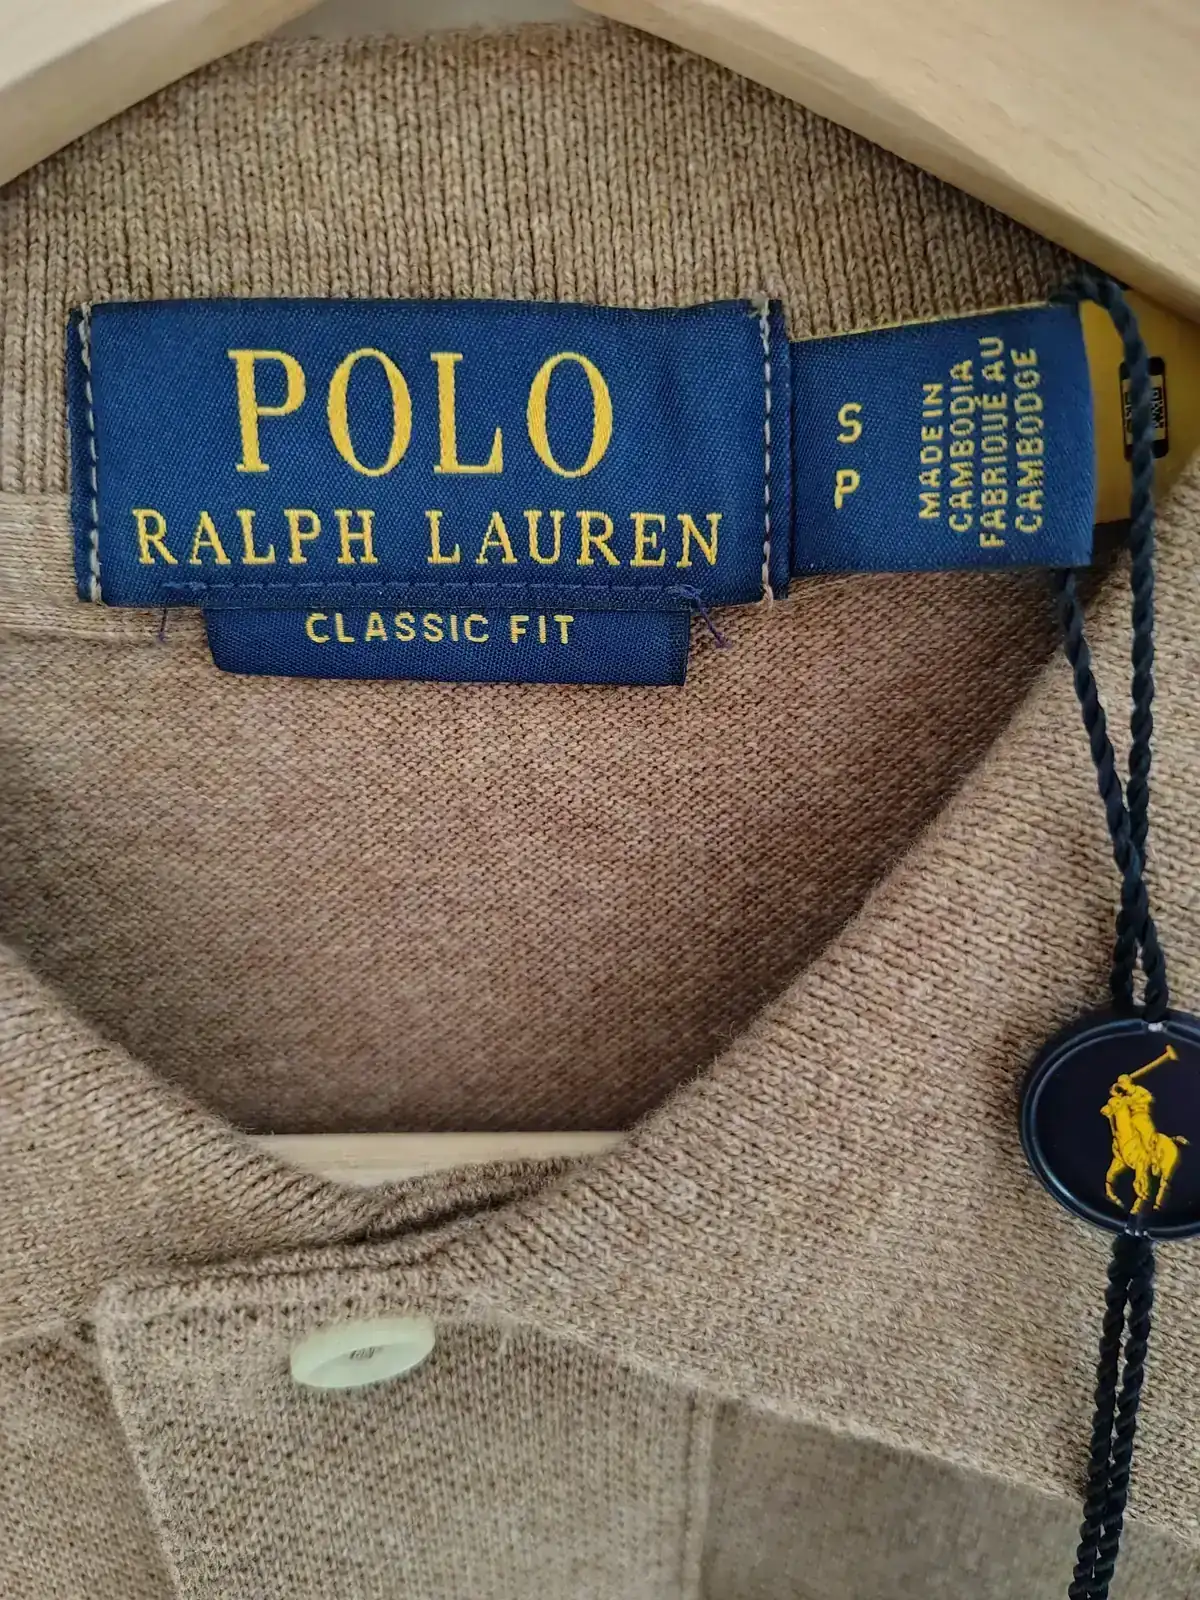 POLO
RALPH LAUREN
CLASSIC FIT
S
P
MADE IN
CAMBODIA
FABRIQUÉ AU
CAMBODGE